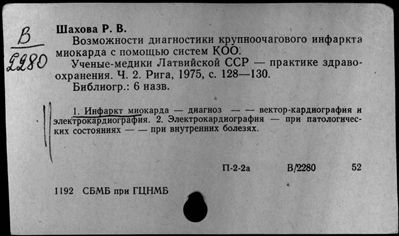 В
2280
Шахова Р. В.
Возможности диагностики крупноочагового инфаркта
миокарда с помощью систем КОО.
Ученые-медики Латвийской ССР — практике здраво-
охранения. Ч. 2. Рига, 1975, с. 128—130.
Библиогр.: 6 назв.
1. Инфаркт миокарда — диагноз — — вектор-кардиография и
электрокардиография. 2. Электрокардиография — при патологичес-
ких состояниях — — при внутренних болезях.
П-2-2а В/2280 52
1192 СБМБ при ГЦНМБ